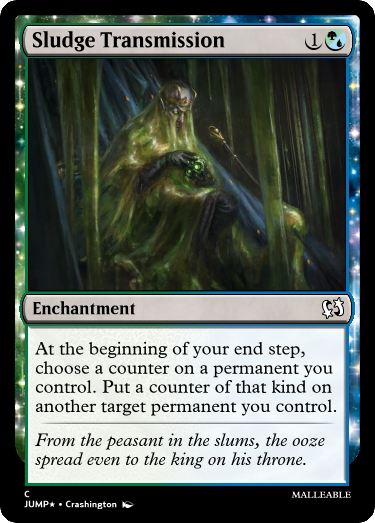 Sludge Transmission 1
Enchantment
At the beginning of your end step,
choose a counter on a permanent you
control. Put a counter of that kind on
another target permanent you control.
From the peasant in the slums, the ooze
spread even to the king on his throne.
C
MALLEABLE
JUMP★ • Crashington